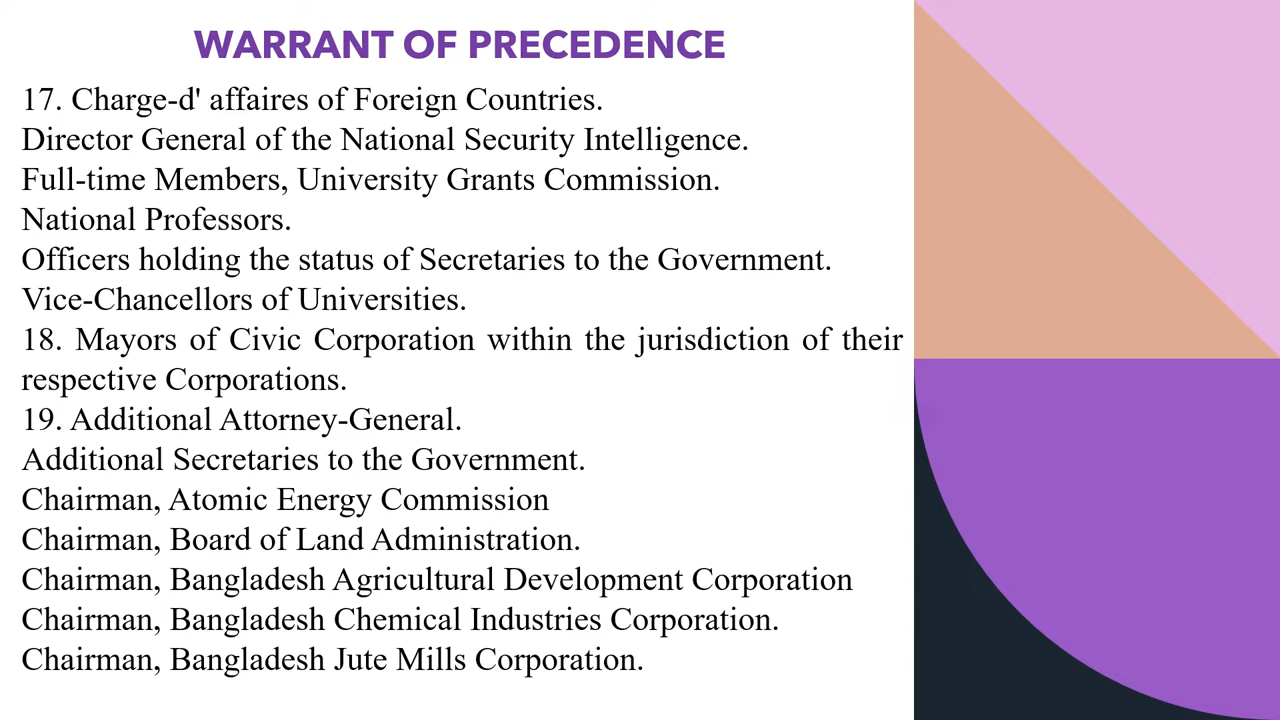 WARRANT OF PRECEDENCE
17. Charge-d' affaires of Foreign Countries.
Director General of the National Security Intelligence.
Full-time Members, University Grants Commission.
National Professors.
Officers holding the status of Secretaries to the Government.
Vice-Chancellors of Universities.
18. Mayors of Civic Corporation within the jurisdiction of their
respective Corporations.
19. Additional Attorney-General.
Additional Secretaries to the Government.
Chairman, Atomic Energy Commission
Chairman, Board of Land Administration.
Chairman, Bangladesh Agricultural Development Corporation
Chairman, Bangladesh Chemical Industries Corporation.
Chairman, Bangladesh Jute Mills Corporation.